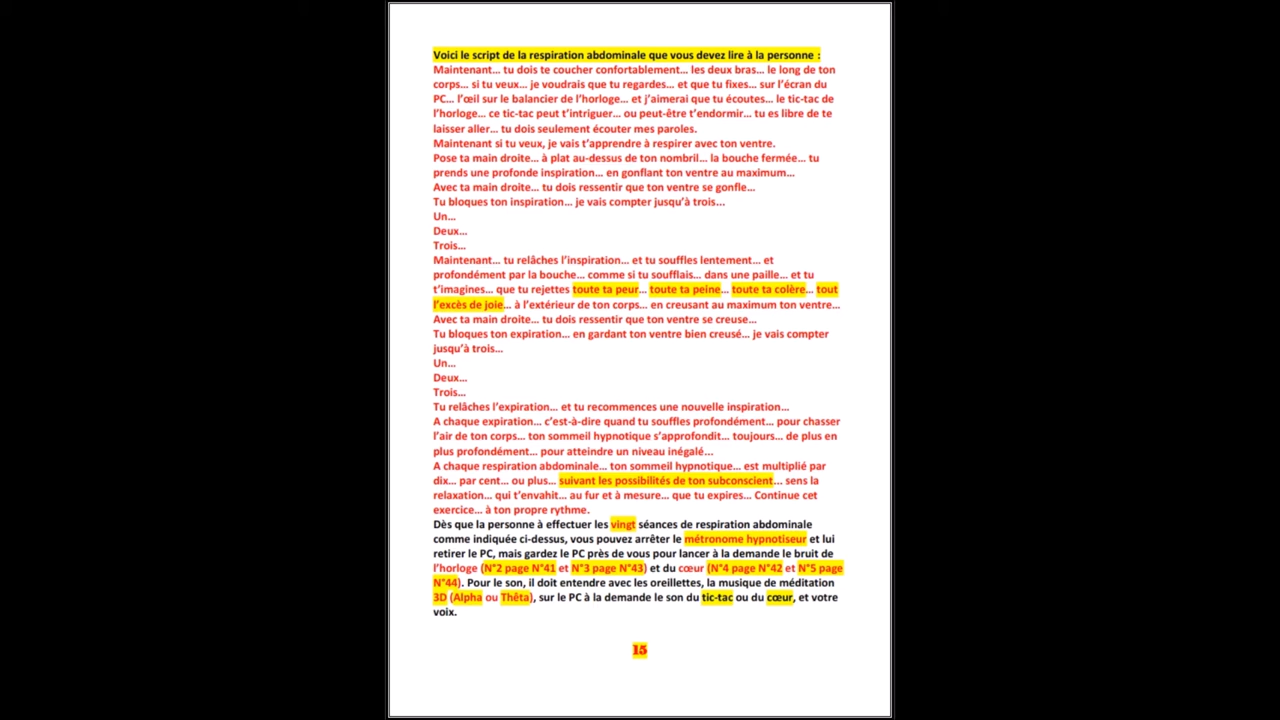 Voici le script de la respiration abdominale que vous devez lire à la personne :
Maintenant... tu dois te coucher confortablement... les deux bras... le long de ton
corps... si tu veux... je voudrais que tu regardes... et que tu fixes... sur l'écran du
PC... l'œil sur le balancier de l'horloge... et j'aimerai que tu écoutes... le tic-tac de
l'horloge... ce tic-tac peut t'intriguer... ou peut-être t'endormir... tu es libre de te
laisser aller... tu dois seulement écouter mes paroles.
Maintenant si tu veux, je vais t'apprendre à respirer avec ton ventre.
Pose ta main droite... à plat au-dessus de ton nombril... la bouche fermée... tu
prends une profonde inspiration... en gonflant ton ventre au maximum...
Avec ta main droite... tu dois ressentir que ton ventre se gonfle...
Tu bloques ton inspiration... je vais compter jusqu'à trois...
Un...
Deux...
Trois...
Maintenant... tu relâches l'inspiration... et tu souffles lentement... et
profondément par la bouche... comme si tu soufflais... dans une paille... et tu
t'imagines... que tu rejettes toute ta peur... toute ta peine... toute ta colère... tout
l'excès de joie... à l'extérieur de ton corps... en creusant au maximum ton ventre...
Avec ta main droite... tu dois ressentir que ton ventre se creuse...
Tu bloques ton expiration... en gardant ton ventre bien creusé... je vais compter
jusqu'à trois...
Un...
Deux...
Trois...
Tu relâches l'expiration... et tu recommences une nouvelle inspiration...
A chaque expiration... c'est-à-dire quand tu souffles profondément... pour chasser
l'air de ton corps... ton sommeil hypnotique s'approfondit... toujours... de plus en
plus profondément... pour atteindre un niveau inégalé...
A chaque respiration abdominale... ton sommeil hypnotique... est multiplié par
dix... par cent... ou plus... suivant les possibilités de ton subconscient... sens la
relaxation... qui t'envahit... au fur et à mesure... que tu expires... Continue cet
exercice... à ton propre rythme.
Dès que la personne à effectuer les vingt séances de respiration abdominale
comme indiquée ci-dessus, vous pouvez arrêter le métronome hypnotiseur et lui
retirer le PC, mais gardez le PC près de vous pour lancer à la demande le bruit de
l'horloge (N°2 page N°41 et N°3 page N°43) et du cœur (N°4 page N°42 et N°5 page
N°44). Pour le son, il doit entendre avec les oreillettes, la musique de méditation
3D (Alpha ou Thêta), sur le PC à la demande le son du tic-tac ou du cœur, et votre
voix.
15